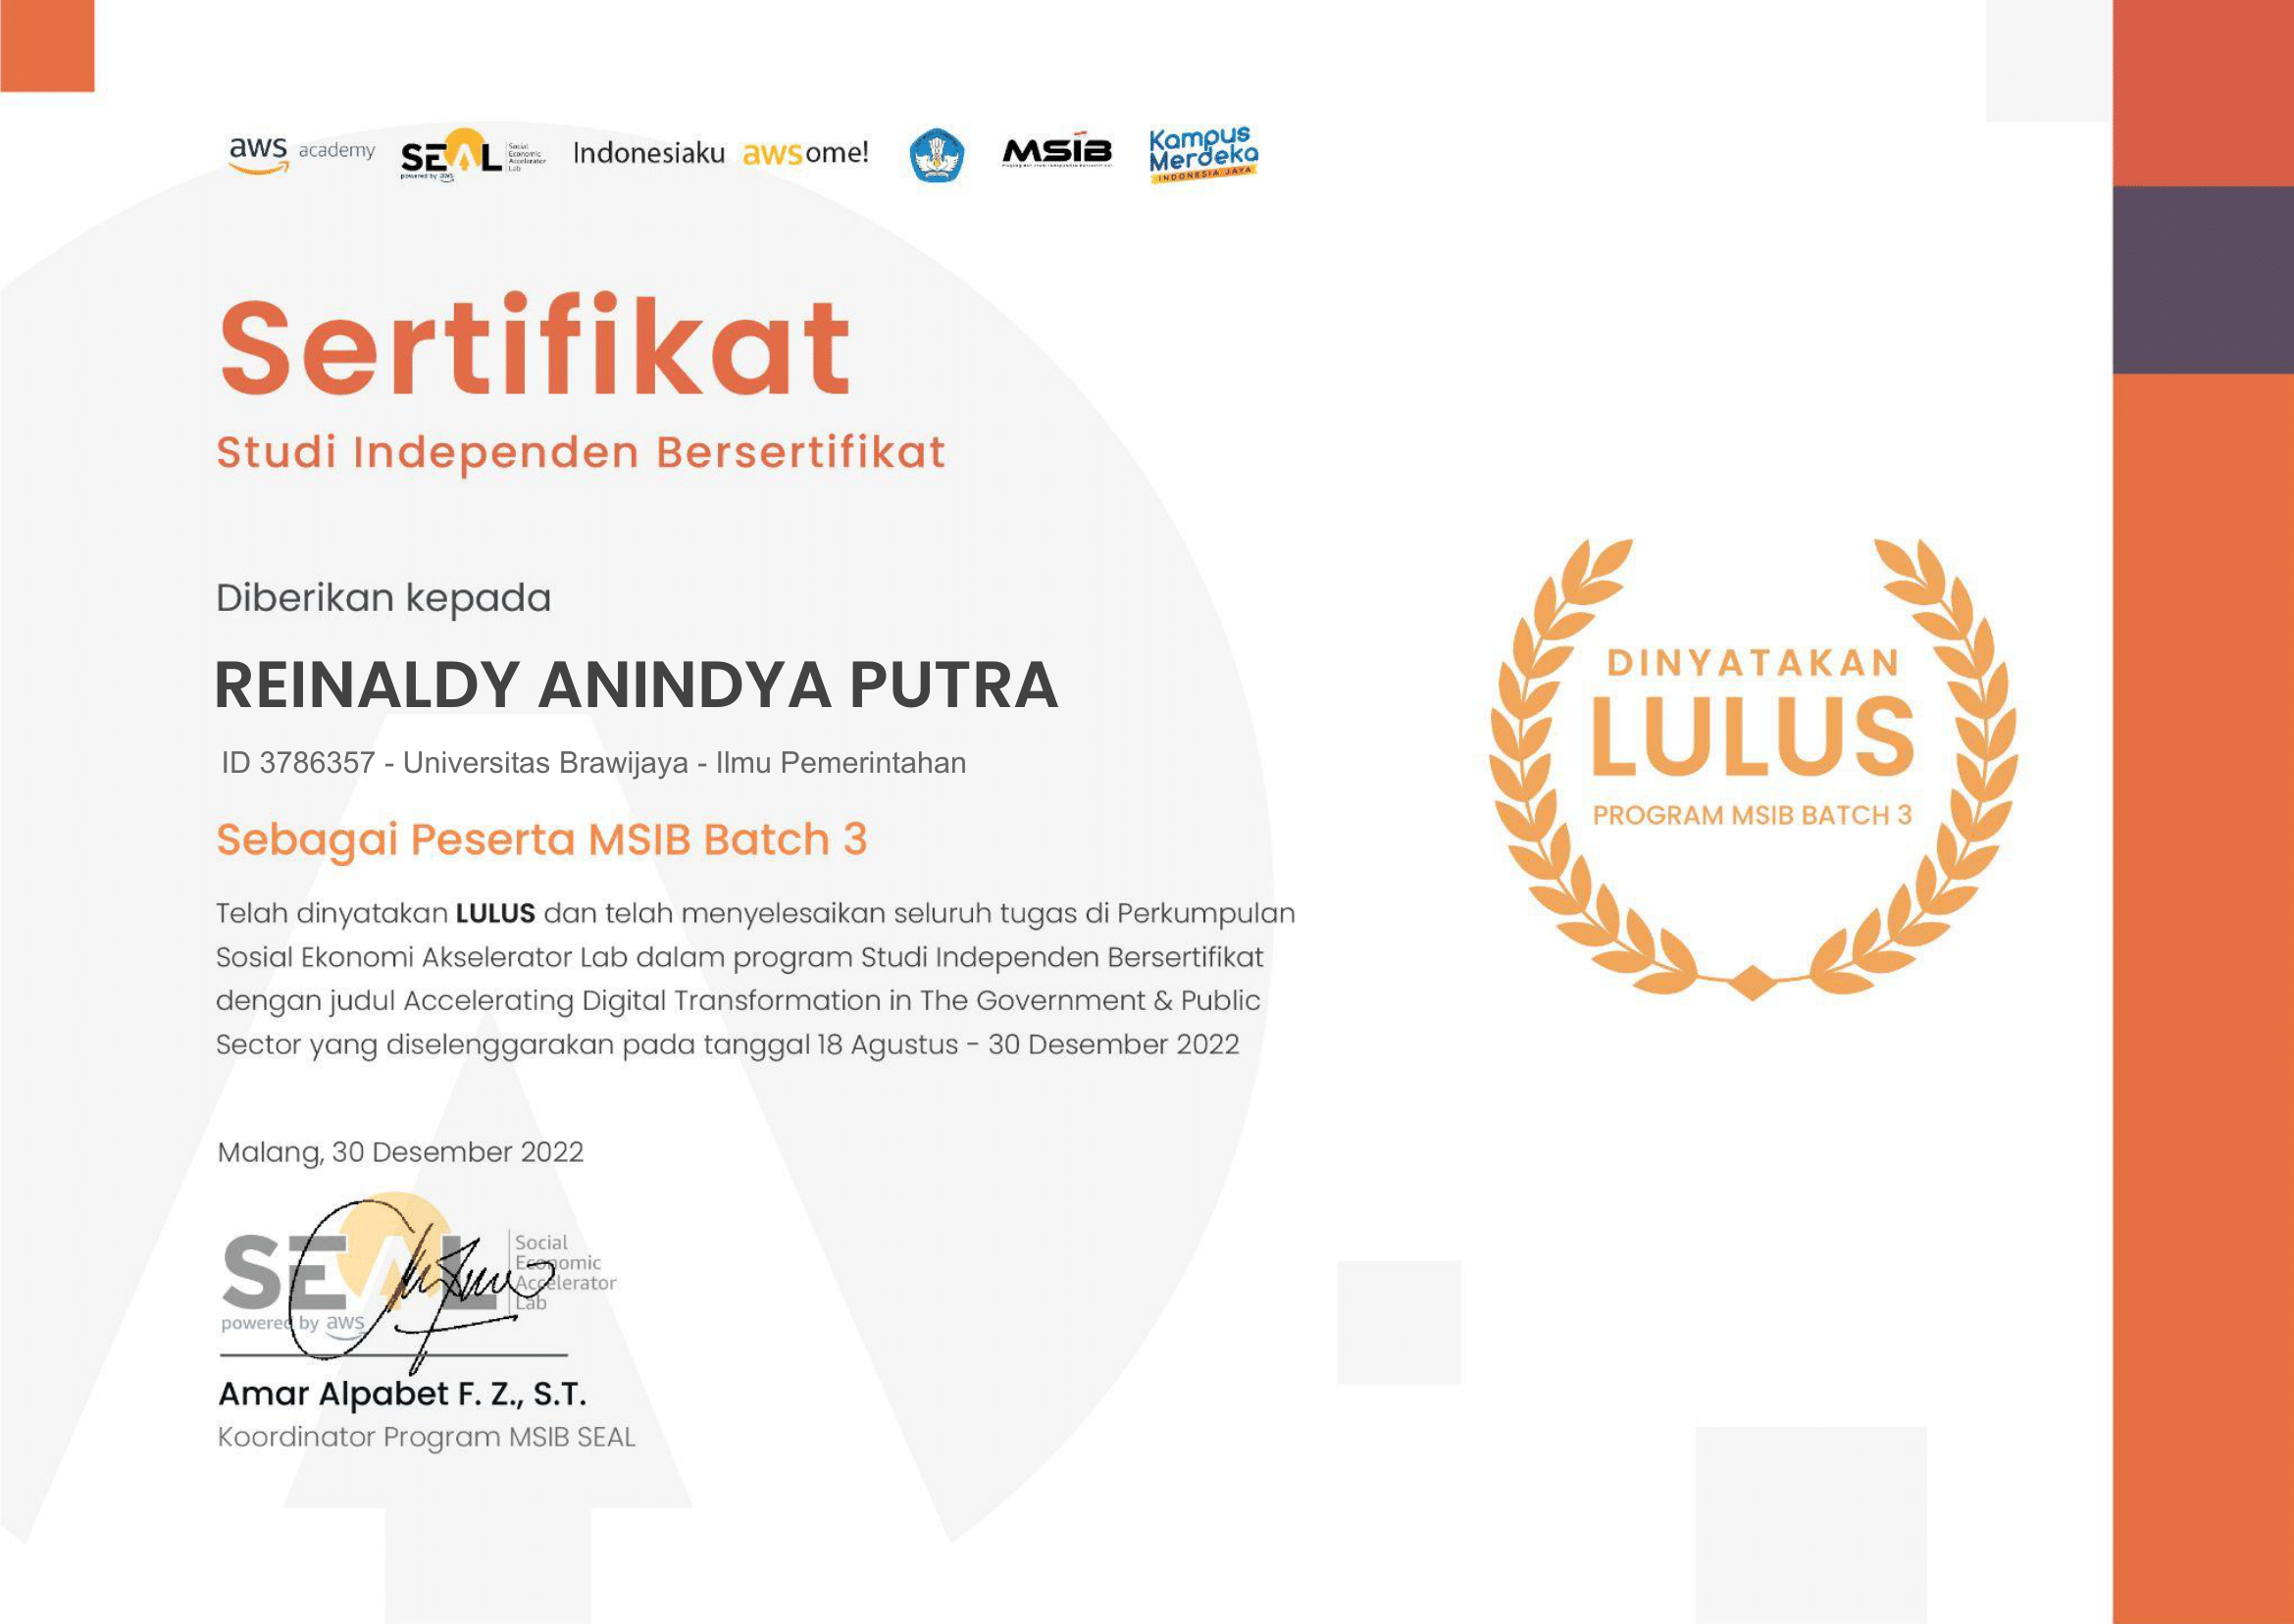 aws academy SEAL Social Economic Accelerator Lab powered by aws Indonesiaku awsome! MSIB Kampus Merdeka INDONESIA JAYA
Sertifikat
Studi Independen Bersertifikat
Diberikan kepada
REINALDY ANINDYA PUTRA
ID 3786357 - Universitas Brawijaya - Ilmu Pemerintahan
Sebagai Peserta MSIB Batch 3
Telah dinyatakan LULUS dan telah menyelesaikan seluruh tugas di Perkumpulan
Sosial Ekonomi Akselerator Lab dalam program Studi Independen Bersertifikat
dengan judul Accelerating Digital Transformation in The Government & Public
Sector yang diselenggarakan pada tanggal 18 Agustus - 30 Desember 2022
DINYATAKAN
LULUS
PROGRAM MSIB BATCH 3
Malang, 30 Desember 2022
SEAL
Social
Economic
Accelerator
Lab
powered by aws
Amar Alpabet F. Z., S.T.
Koordinator Program MSIB SEAL